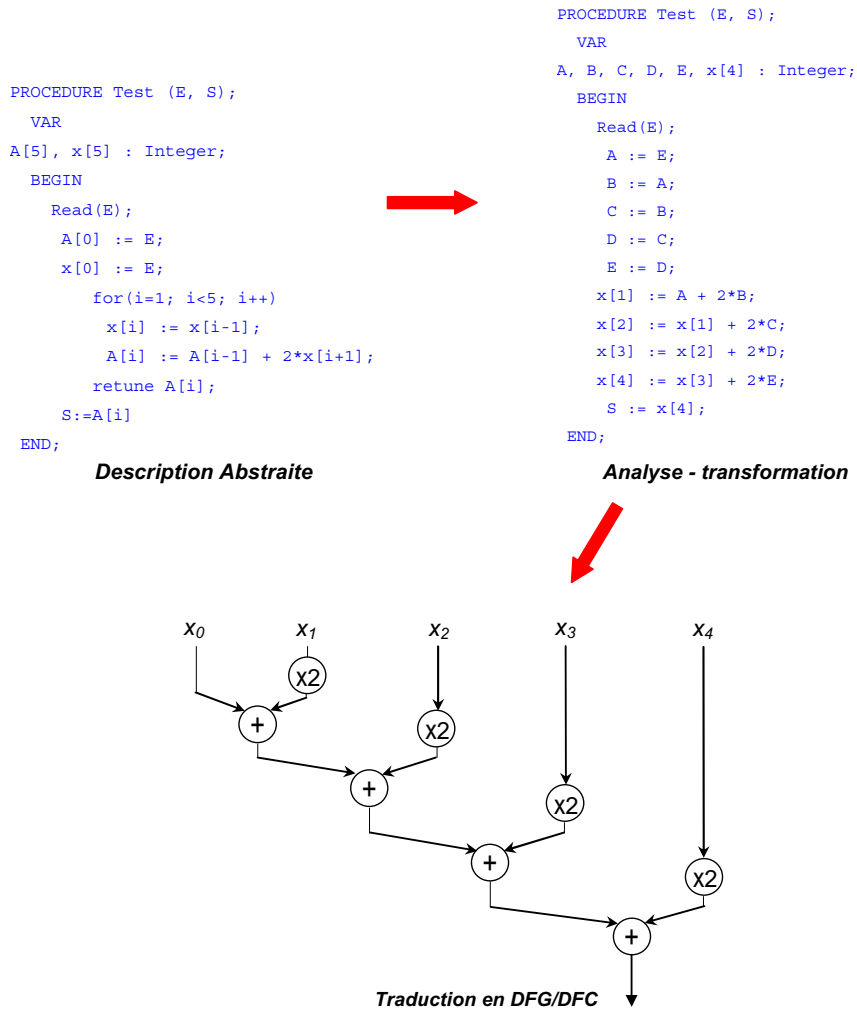 PROCEDURE Test (E, S);
VAR
A[5], x[5] : Integer;
BEGIN
Read(E);
A[0] := E;
x[0] := E;
for(i=1; i<5; i++)
x[i] := x[i-1];
A[i] := A[i-1] + 2*x[i+1];
retune A[i];
S:=A[i]
END;
Description Abstraite
PROCEDURE Test (E, S);
VAR
A, B, C, D, E, x[4] : Integer;
BEGIN
Read(E);
A := E;
B := A;
C := B;
D := C;
E := D;
x[1] := A + 2*B;
x[2] := x[1] + 2*C;
x[3] := x[2] + 2*D;
x[4] := x[3] + 2*E;
S := x[4];
END;
Analyse - transformation
x0 x1 x2 x3 x4
x2
+ x2
+ x2
+ x2
+
Traduction en DFG/DFC